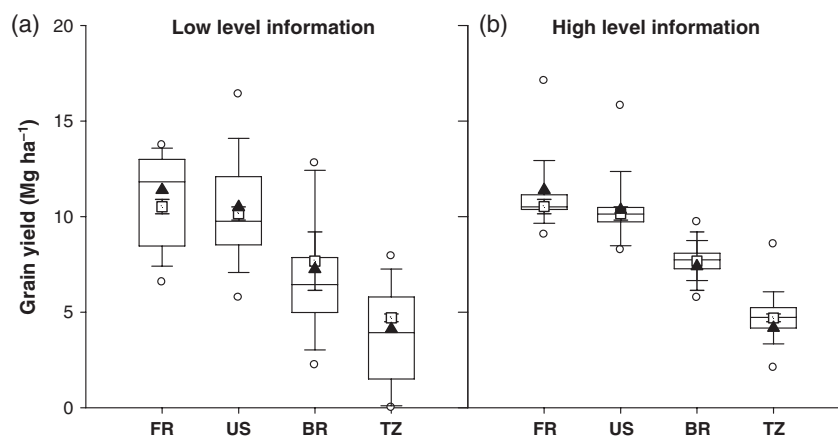 (a) Low level information
(b) High level information
Grain yield (Mg ha⁻¹)
20
15
10
5
0
FR US BR TZ
FR US BR TZ